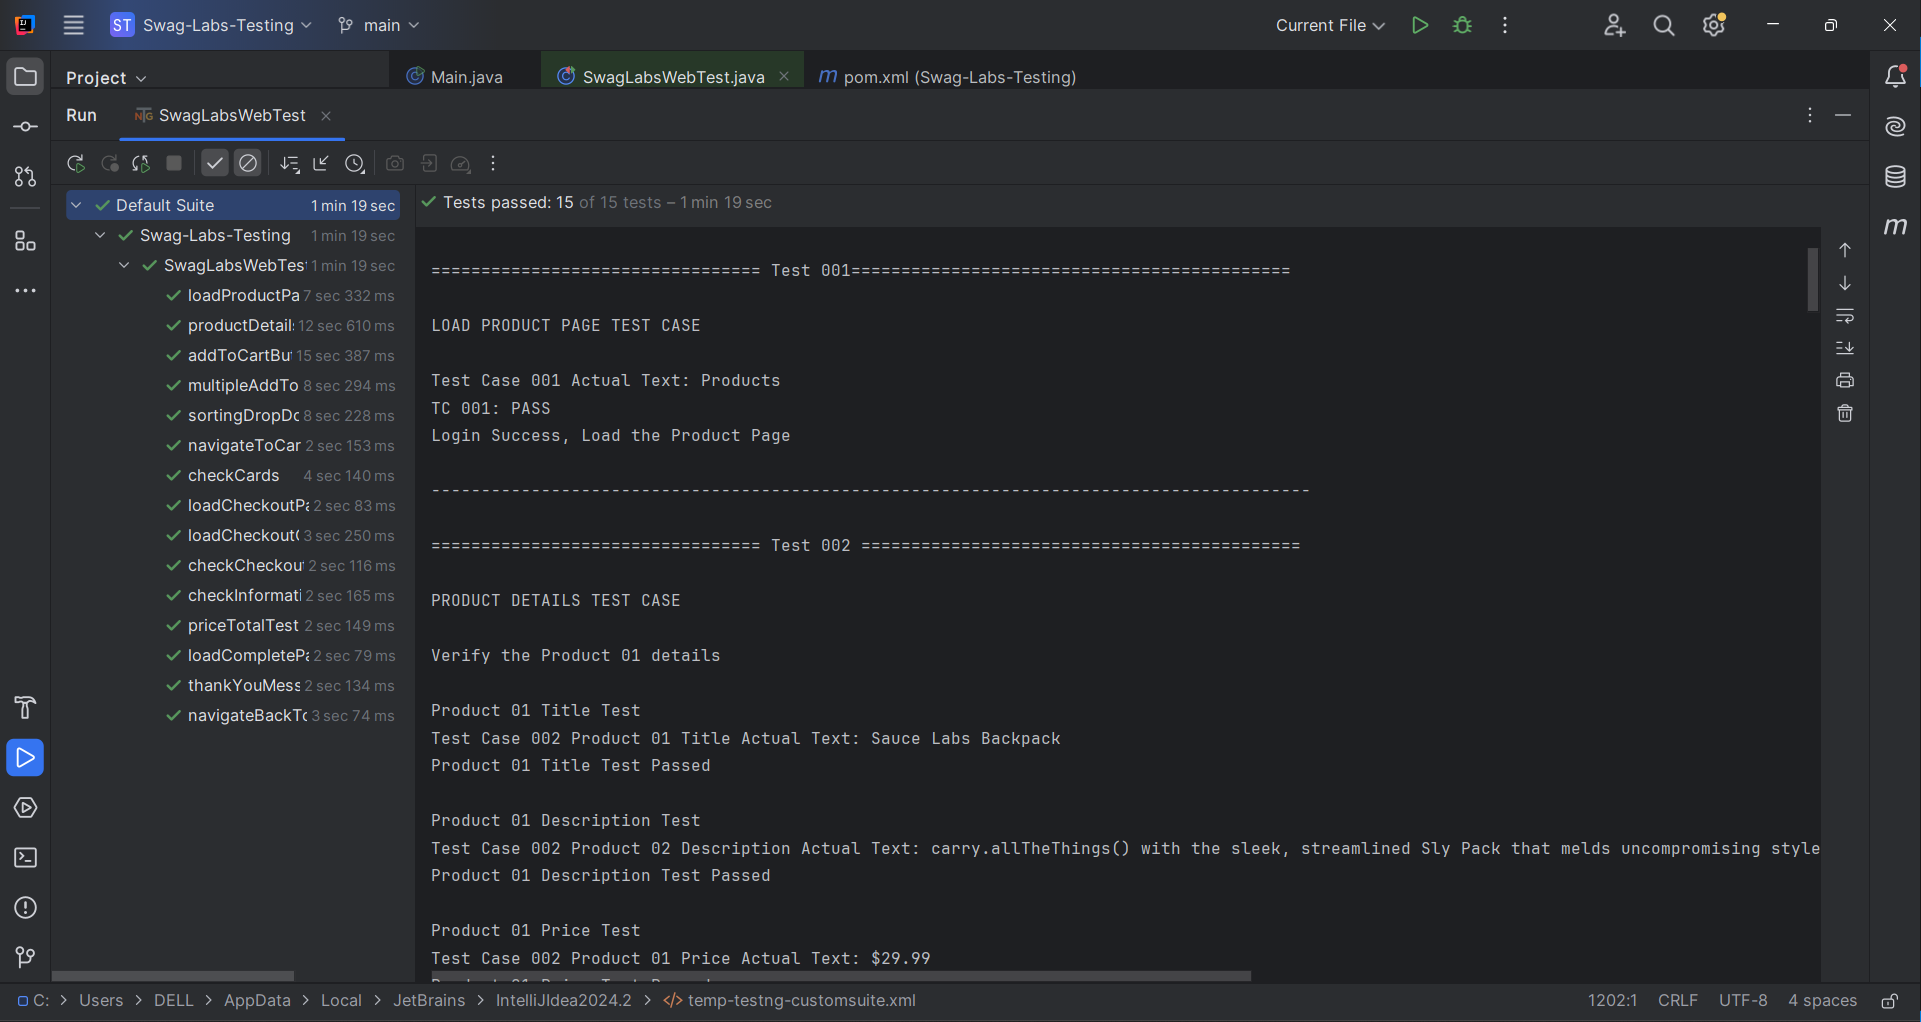 ST Swag-Labs-Testing main Current File
Project Main.java SwagLabsWebTest.java pom.xml (Swag-Labs-Testing)
Run SwagLabsWebTest
Default Suite 1 min 19 sec
Swag-Labs-Testing 1 min 19 sec
SwagLabsWebTes 1 min 19 sec
loadProductPa 7 sec 332 ms
productDetail 12 sec 610 ms
addToCartBu 15 sec 387 ms
multipleAddTo 8 sec 294 ms
sortingDropDo 8 sec 228 ms
navigateToCar 2 sec 153 ms
checkCards 4 sec 140 ms
loadCheckoutPa 2 sec 83 ms
loadCheckoutO 3 sec 250 ms
checkCheckou 2 sec 116 ms
checkInformati 2 sec 165 ms
priceTotalTest 2 sec 149 ms
loadCompletePa 2 sec 79 ms
thankYouMess 2 sec 134 ms
navigateBackTo 3 sec 74 ms
Tests passed: 15 of 15 tests – 1 min 19 sec
================================= Test 001============================================
LOAD PRODUCT PAGE TEST CASE
Test Case 001 Actual Text: Products
TC 001: PASS
Login Success, Load the Product Page
----------------------------------------------------------------------------------------
================================= Test 002 ============================================
PRODUCT DETAILS TEST CASE
Verify the Product 01 details
Product 01 Title Test
Test Case 002 Product 01 Title Actual Text: Sauce Labs Backpack
Product 01 Title Test Passed
Product 01 Description Test
Test Case 002 Product 02 Description Actual Text: carry.allTheThings() with the sleek, streamlined Sly Pack that melds uncompromising style
Product 01 Description Test Passed
Product 01 Price Test
Test Case 002 Product 01 Price Actual Text: $29.99
C: > Users > DELL > AppData > Local > JetBrains > IntelliJIdea2024.2 > temp-testng-customsuite.xml
1202:1 CRLF UTF-8 4 spaces